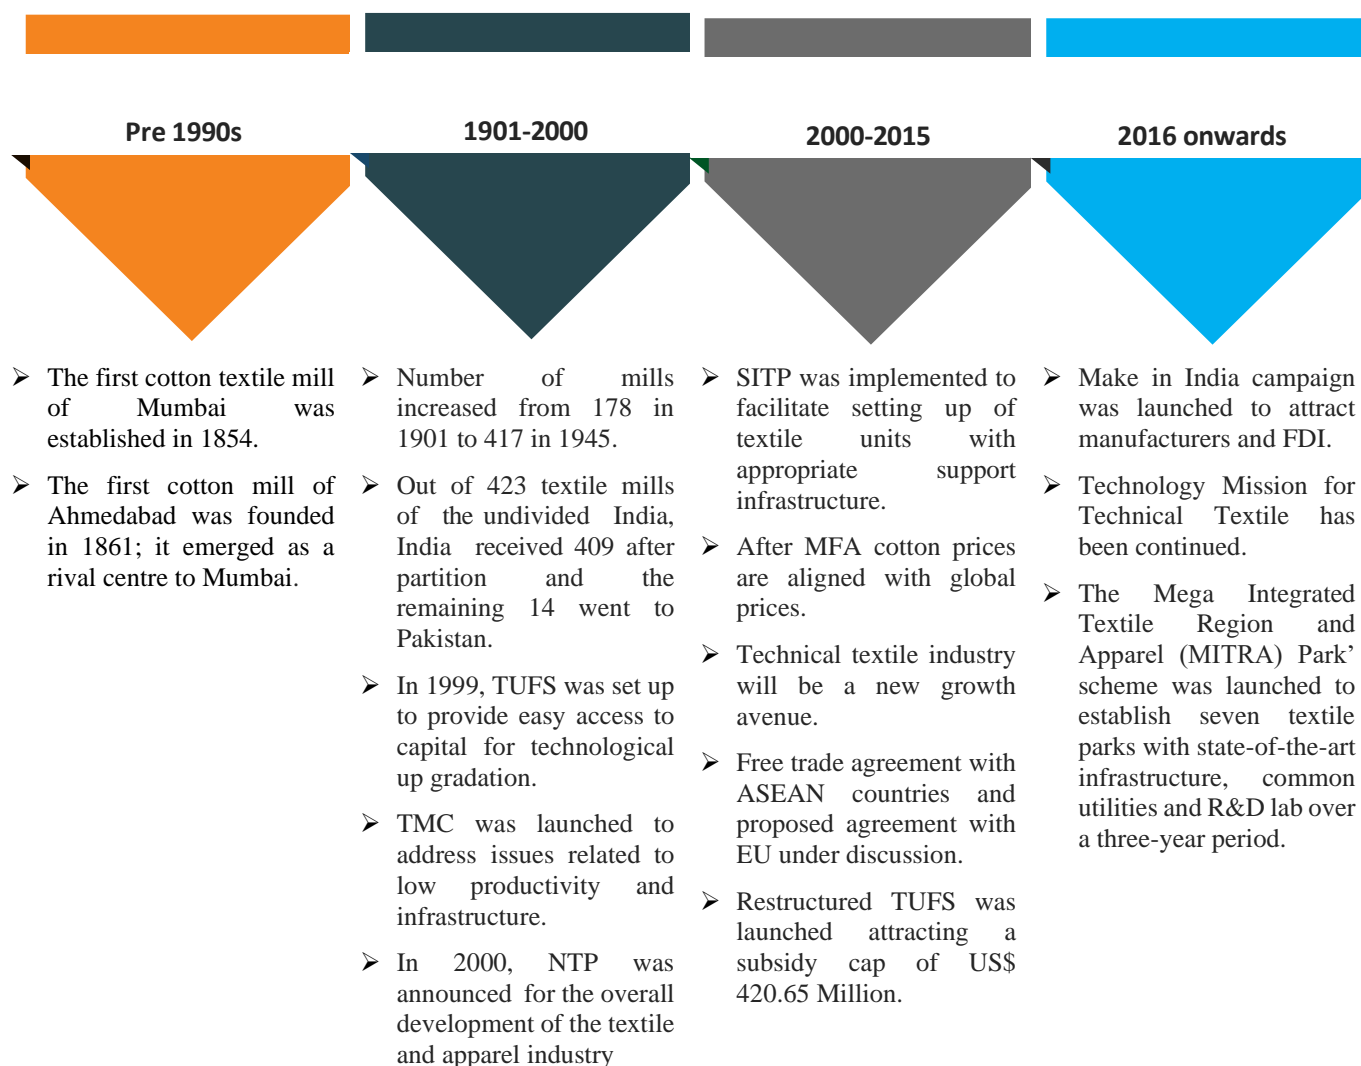 Pre 1990s
The first cotton textile mill
of Mumbai was
established in 1854.
The first cotton mill of
Ahmedabad was founded
in 1861; it emerged as a
rival centre to Mumbai.
1901-2000
Number of mills
increased from 178 in
1901 to 417 in 1945.
Out of 423 textile mills
of the undivided India,
India received 409 after
partition and the
remaining 14 went to
Pakistan.
In 1999, TUFS was set up
to provide easy access to
capital for technological
up gradation.
TMC was launched to
address issues related to
low productivity and
infrastructure.
In 2000, NTP was
announced for the overall
development of the textile
and apparel industry
2000-2015
SITP was implemented to
facilitate setting up of
textile units with
appropriate support
infrastructure.
After MFA cotton prices
are aligned with global
prices.
Technical textile industry
will be a new growth
avenue.
Free trade agreement with
ASEAN countries and
proposed agreement with
EU under discussion.
Restructured TUFS was
launched attracting a
subsidy cap of US$
420.65 Million.
2016 onwards
Make in India campaign
was launched to attract
manufacturers and FDI.
Technology Mission for
Technical Textile has
been continued.
The Mega Integrated
Textile Region and
Apparel (MITRA) Park’
scheme was launched to
establish seven textile
parks with state-of-the-art
infrastructure, common
utilities and R&D lab over
a three-year period.